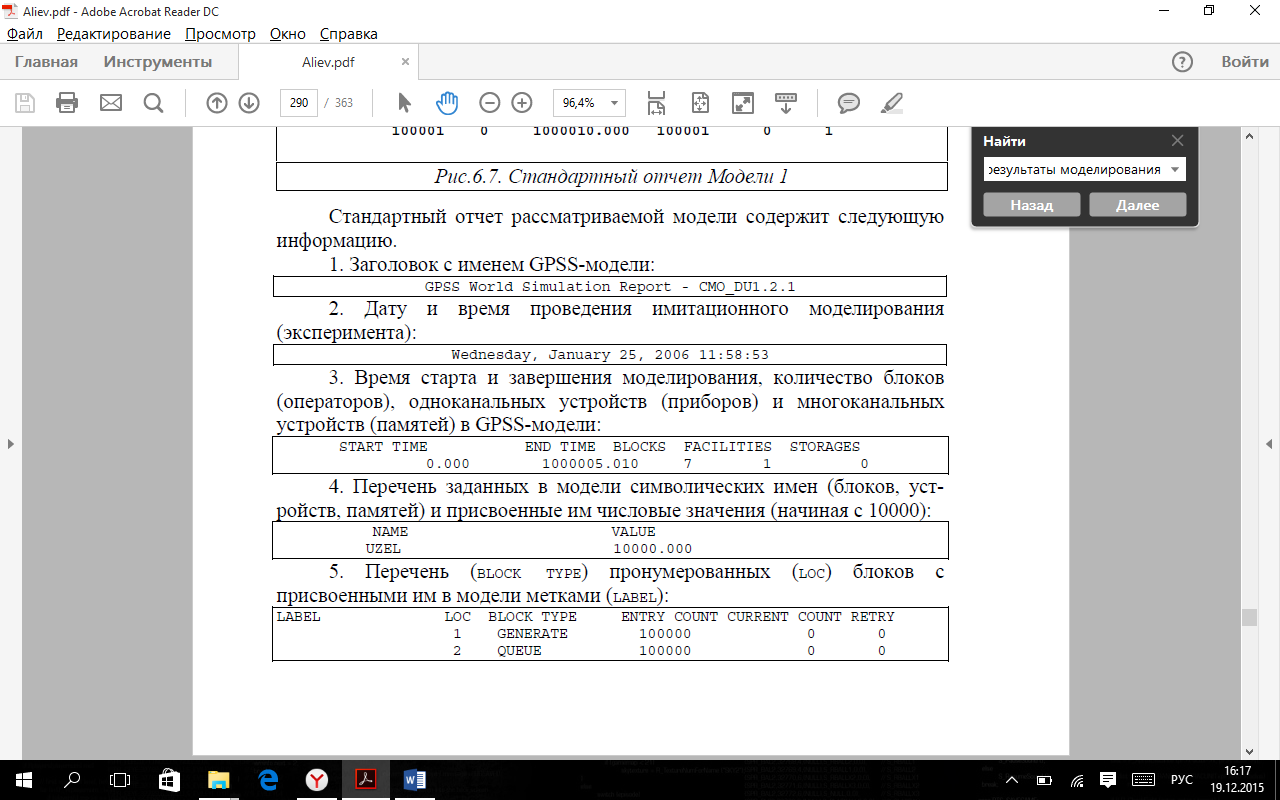 Aliev.pdf - Adobe Acrobat Reader DC
Файл Редактирование Просмотр Окно Справка
Главная Инструменты Aliev.pdf × ? Войти
290 / 363 96,4%
100001 0 1000010.000 100001 0 1
Рис.6.7. Стандартный отчет Модели 1
Стандартный отчет рассматриваемой модели содержит следующую
информацию.
1. Заголовок с именем GPSS-модели:
GPSS World Simulation Report - CMO_DU1.2.1
2. Дату и время проведения имитационного моделирования
(эксперимента):
Wednesday, January 25, 2006 11:58:53
3. Время старта и завершения моделирования, количество блоков
(операторов), одноканальных устройств (приборов) и многоканальных
устройств (памятей) в GPSS-модели:
START TIME END TIME BLOCKS FACILITIES STORAGES
0.000 1000005.010 7 1 0
4. Перечень заданных в модели символических имен (блоков, уст-
ройств, памятей) и присвоенные им числовые значения (начиная с 10000):
NAME VALUE
UZEL 10000.000
5. Перечень (BLOCK TYPE) пронумерованных (LOC) блоков с
присвоенными им в модели метками (LABEL):
LABEL LOC BLOCK TYPE ENTRY COUNT CURRENT COUNT RETRY
1 GENERATE 100000 0 0
2 QUEUE 100000 0 0
Найти
результаты моделирования
Назад Далее
РУС
16:17
19.12.2015